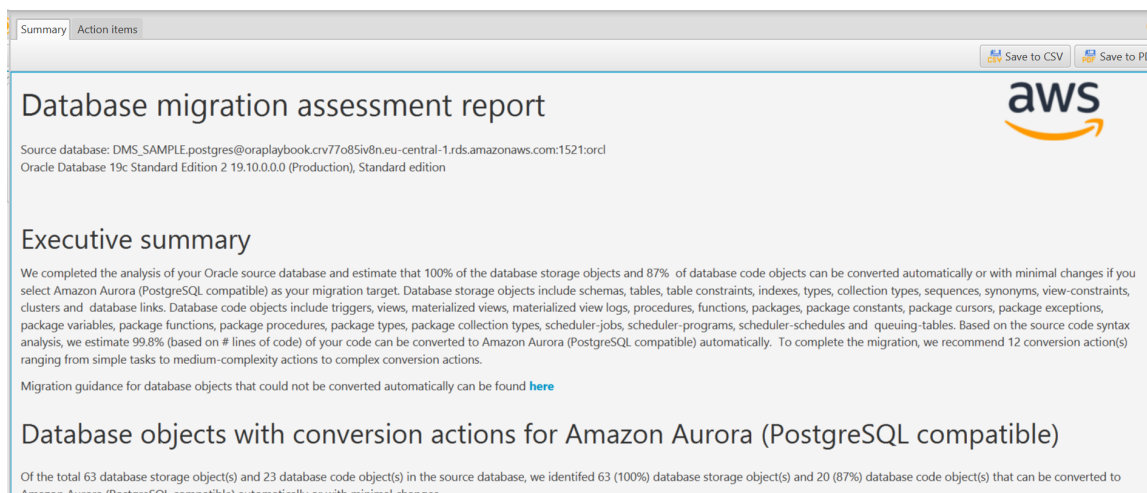 Summary Action items
Save to CSV Save to
Database migration assessment report
aws
Source database: DMS_SAMPLE.postgres@oraplaybook.crv77o85iv8n.eu-central-1.rds.amazonaws.com:1521:orcl
Oracle Database 19c Standard Edition 2 19.10.0.0.0 (Production), Standard edition
Executive summary
We completed the analysis of your Oracle source database and estimate that 100% of the database storage objects and 87% of database code objects can be converted automatically or with minimal changes if you
select Amazon Aurora (PostgreSQL compatible) as your migration target. Database storage objects include schemas, tables, table constraints, indexes, types, collection types, sequences, synonyms, view-constraints,
clusters and database links. Database code objects include triggers, views, materialized views, materialized view logs, procedures, functions, packages, package constants, package cursors, package exceptions,
package variables, package functions, package procedures, package types, package collection types, scheduler-jobs, scheduler-programs, scheduler-schedules and queuing-tables. Based on the source code syntax
analysis, we estimate 99.8% (based on # lines of code) of your code can be converted to Amazon Aurora (PostgreSQL compatible) automatically. To complete the migration, we recommend 12 conversion action(s)
ranging from simple tasks to medium-complexity actions to complex conversion actions.
Migration guidance for database objects that could not be converted automatically can be found here
Database objects with conversion actions for Amazon Aurora (PostgreSQL compatible)
Of the total 63 database storage object(s) and 23 database code object(s) in the source database, we identifed 63 (100%) database storage object(s) and 20 (87%) database code object(s) that can be converted to
Amazon Aurora (PostgreSQL compatible) automatically or with minimal changes